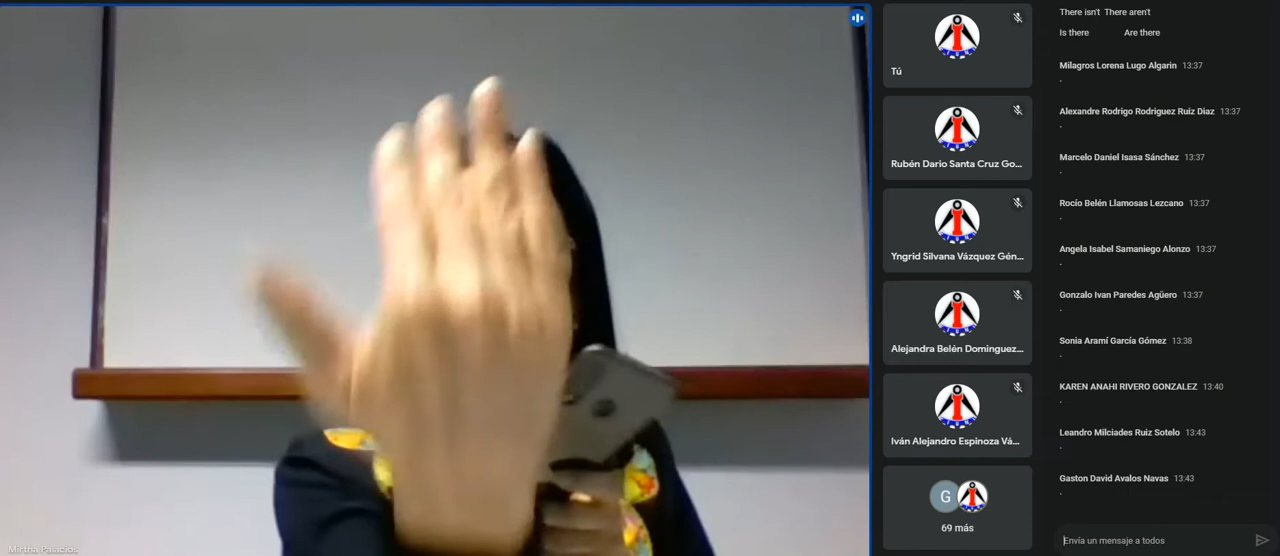 Mirtha Palacios
Tú
Rubén Dario Santa Cruz Go...
Yngrid Silvana Vázquez Gén...
Alejandra Belén Dominguez...
Iván Alejandro Espinoza Vá...
G
69 más
There isn't There aren't
Is there Are there
Milagros Lorena Lugo Algarin 13:37
.
Alexandre Rodrigo Rodriguez Ruiz Diaz 13:37
.
Marcelo Daniel Isasa Sánchez 13:37
.
Rocío Belén Llamosas Lezcano 13:37
.
Angela Isabel Samaniego Alonzo 13:37
.
Gonzalo Ivan Paredes Agüero 13:37
.
Sonia Aramí García Gómez 13:38
.
KAREN ANAHI RIVERO GONZALEZ 13:40
.
Leandro Milciades Ruiz Sotelo 13:43
.
Gaston David Avalos Navas 13:43
.
Envía un mensaje a todos